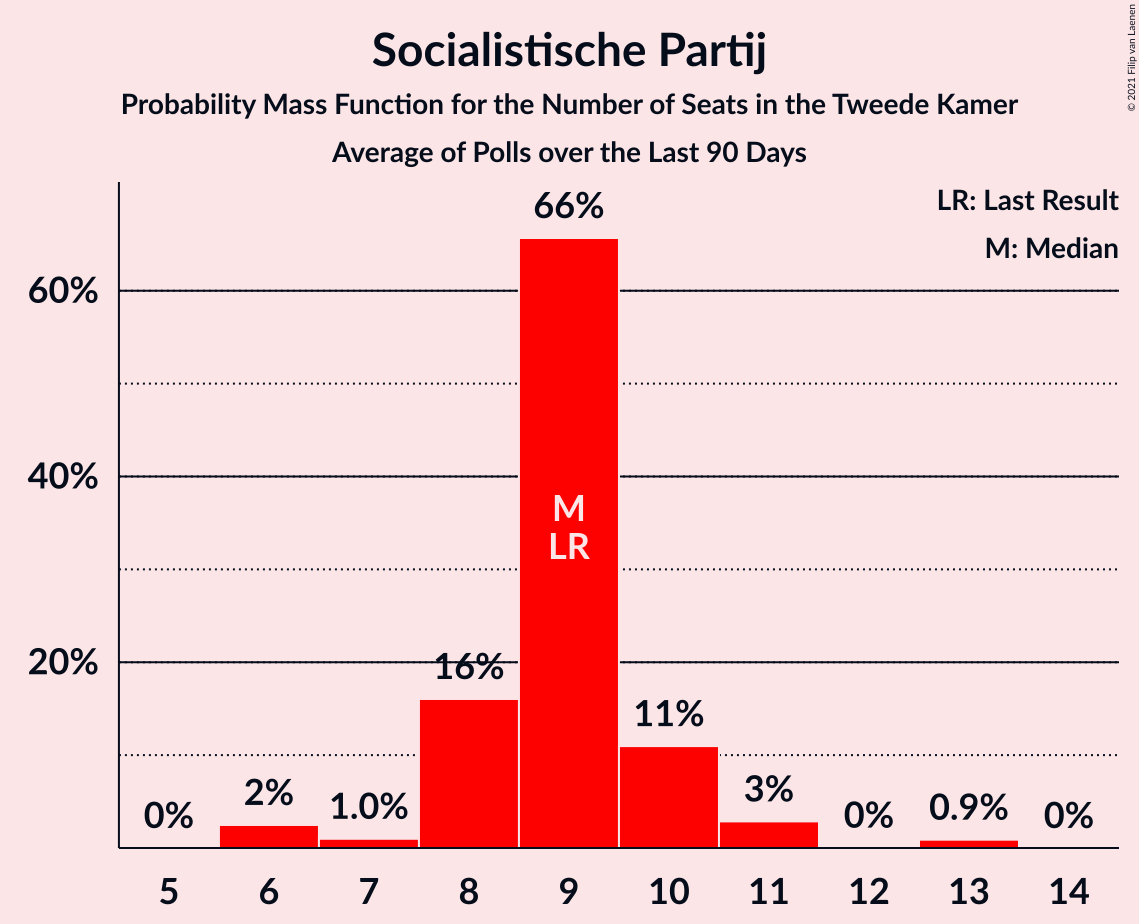 Socialistische Partij
Probability Mass Function for the Number of Seats in the Tweede Kamer
Average of Polls over the Last 90 Days
© 2021 Filip van Laenen
LR: Last Result
M: Median
66%
60%
40%
M
LR
20%
16%
11%
3%
2%
1.0%
0.9%
0%
0%
0%
5 6 7 8 9 10 11 12 13 14